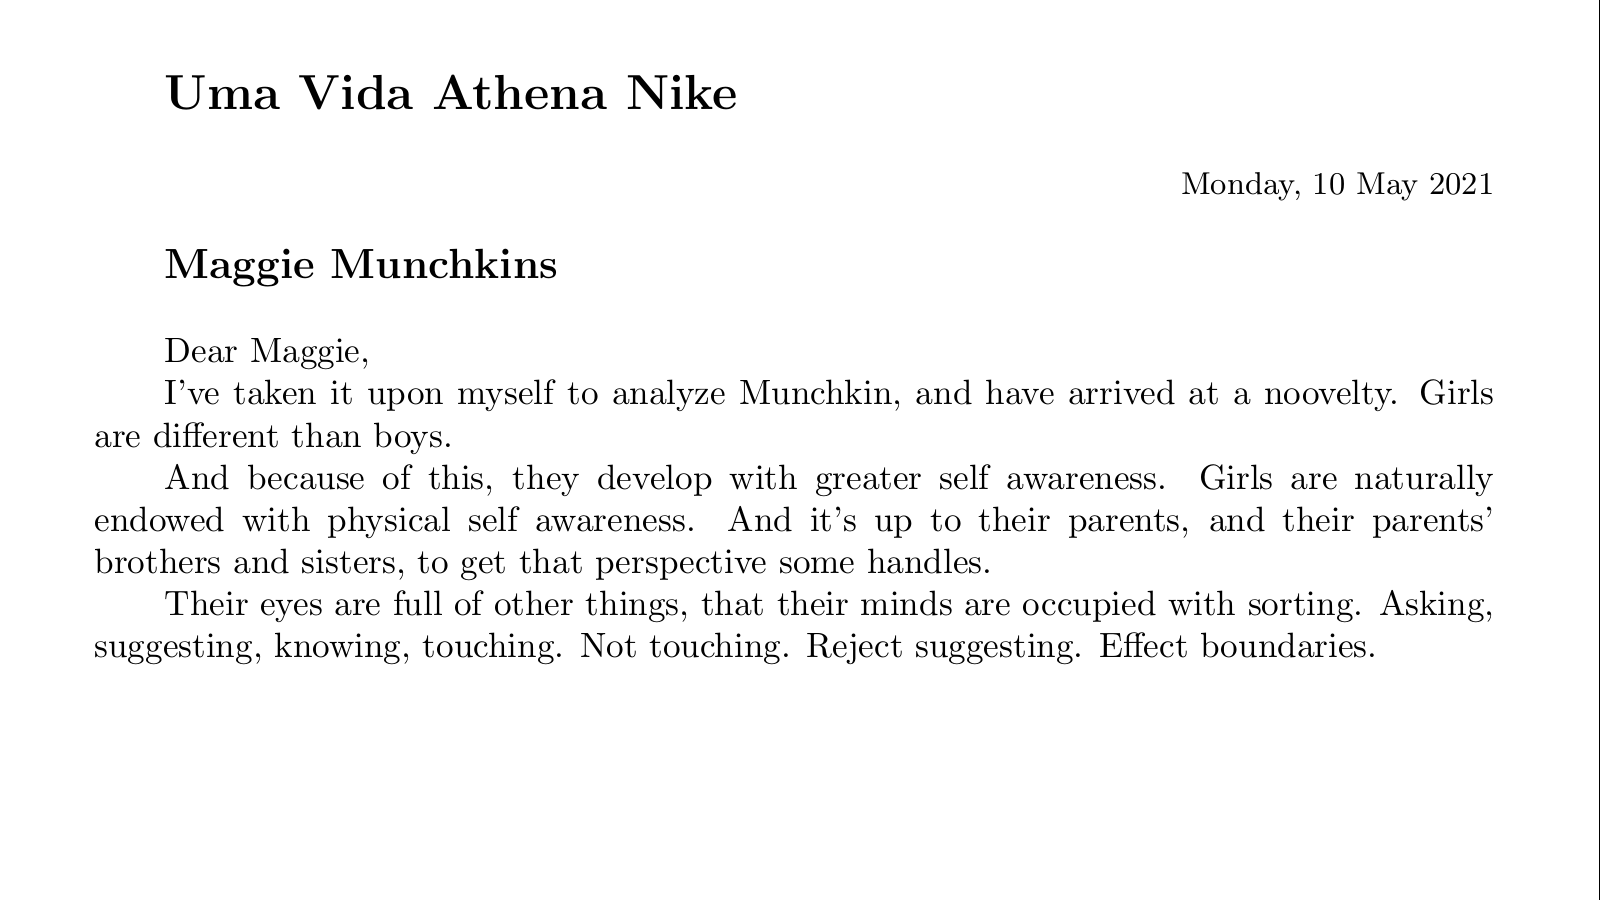 Uma Vida Athena Nike
Monday, 10 May 2021
Maggie Munchkins
Dear Maggie,
I've taken it upon myself to analyze Munchkin, and have arrived at a noovelty. Girls
are different than boys.
And because of this, they develop with greater self awareness. Girls are naturally
endowed with physical self awareness. And it's up to their parents, and their parents'
brothers and sisters, to get that perspective some handles.
Their eyes are full of other things, that their minds are occupied with sorting. Asking,
suggesting, knowing, touching. Not touching. Reject suggesting. Effect boundaries.